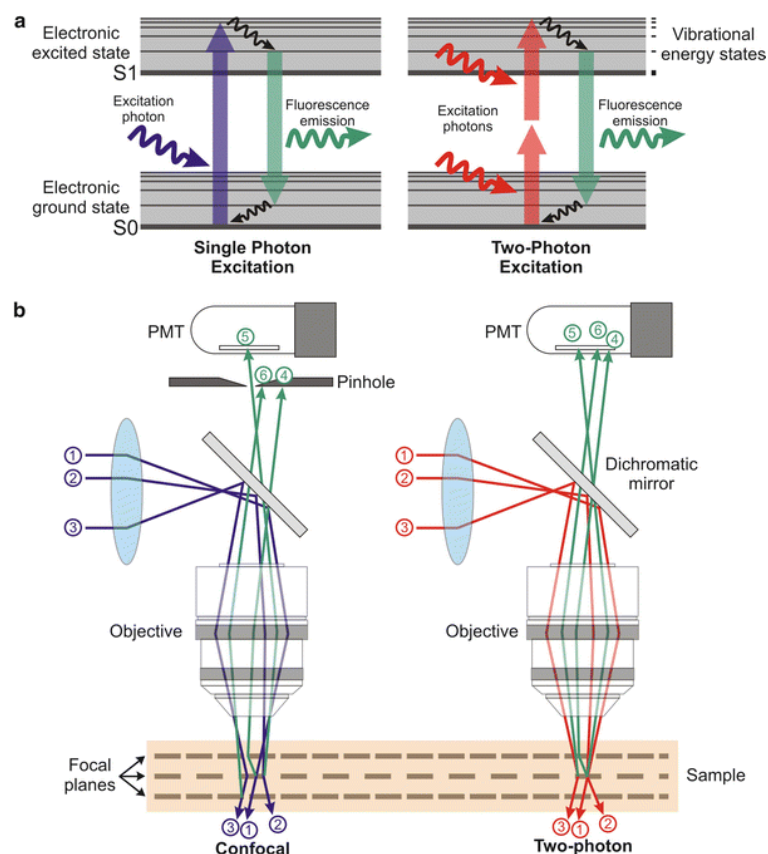 a
Electronic
excited state
S1
Excitation
photon
Fluorescence
emission
Electronic
ground state
S0
Single Photon
Excitation
Excitation
photons
Fluorescence
emission
Vibrational
energy states
Two-Photon
Excitation
b
PMT
5
6
4
Pinhole
1
2
3
Objective
PMT
5
6
4
1
2
3
Dichromatic
mirror
Objective
Focal
planes
Sample
3
1
2
Confocal
3
1
2
Two-photon